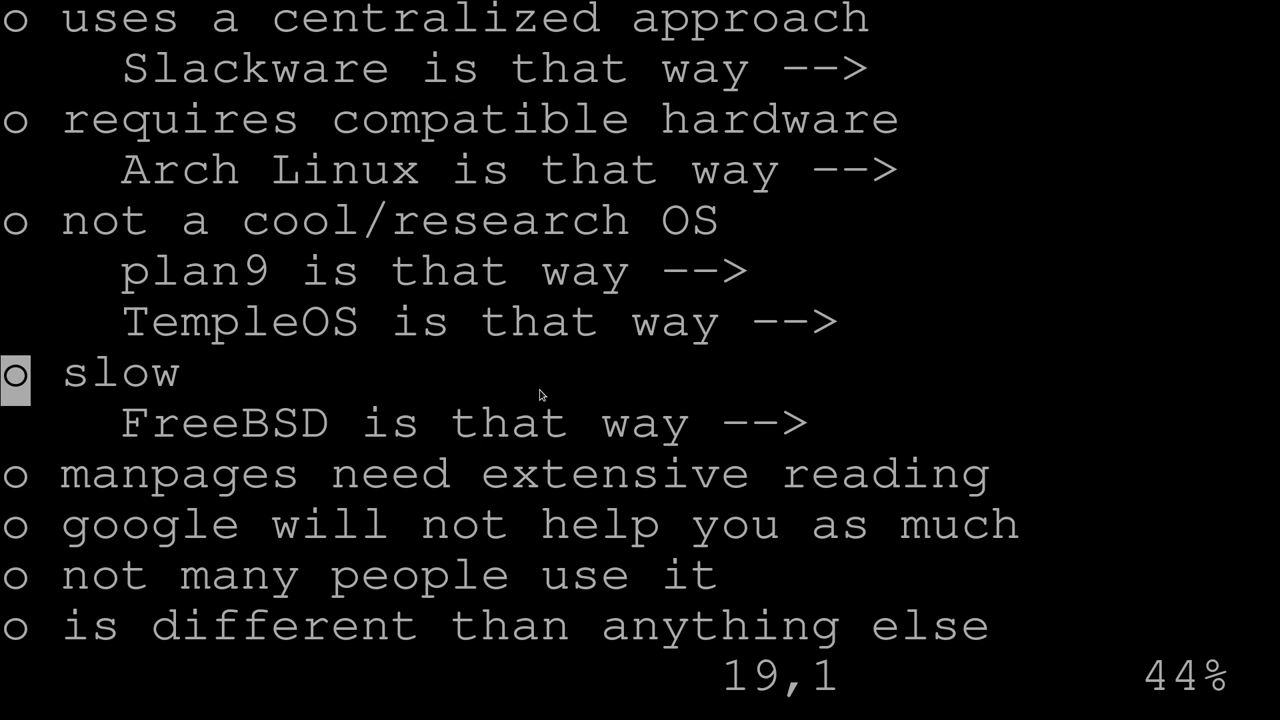 o uses a centralized approach
Slackware is that way -->
o requires compatible hardware
Arch Linux is that way -->
o not a cool/research OS
plan9 is that way -->
TempleOS is that way -->
o slow
FreeBSD is that way -->
o manpages need extensive reading
o google will not help you as much
o not many people use it
o is different than anything else
19,1 44%